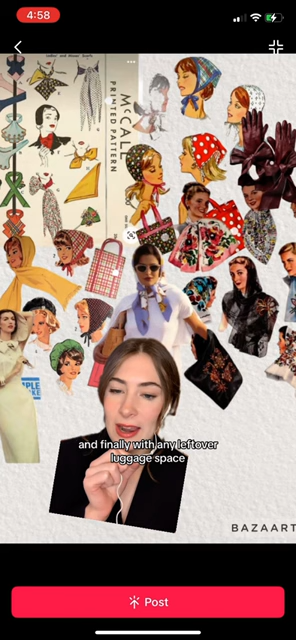 4:58
McCALL
PRINTED PATTERN
and finally with any leftover
luggage space
BAZAART
Post